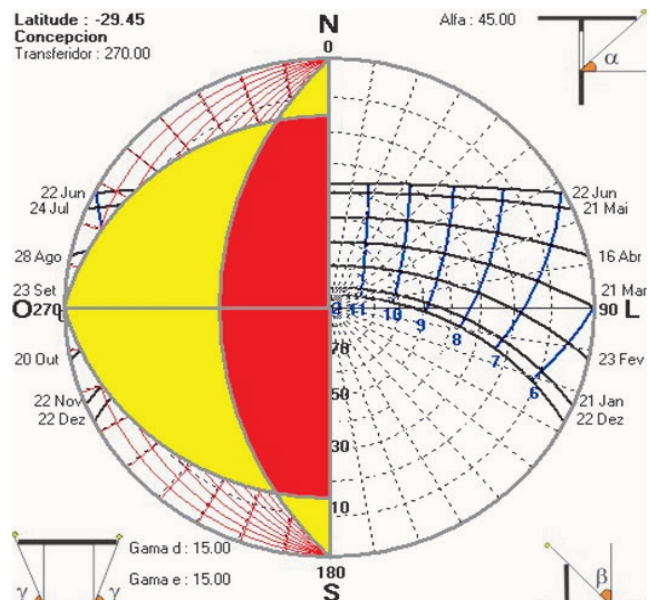 Latitude : -29.45
Concepcion
Transferidor : 270.00
N
0
Alfa : 45.00
α
22 Jun
24 Jul
28 Ago
23 Set
O 270
20 Out
22 Nov
22 Dez
22 Jun
21 Mai
16 Abr
21 Mar
90 L
23 Fev
21 Jan
22 Dez
11
10
9
8
7
6
70
50
30
10
Gama d : 15.00
Gama e : 15.00
γ γ
180
S
β